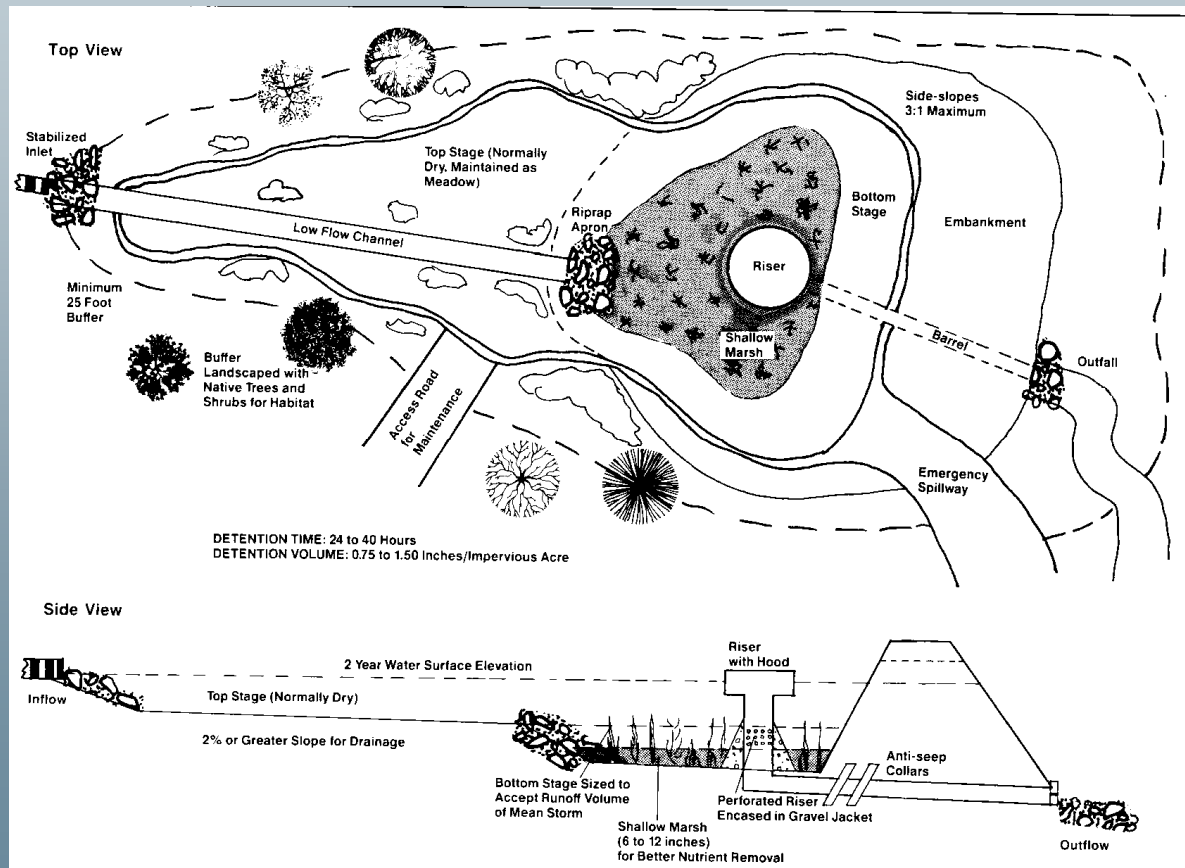 Top View
Stabilized
Inlet
Top Stage (Normally
Dry, Maintained as
Meadow)
Side-slopes
3:1 Maximum
Riprap
Apron
Bottom
Stage
Embankment
Low Flow Channel
Riser
Minimum
25 Foot
Buffer
Shallow
Marsh
Barrel
Outfall
Buffer
Landscaped with
Native Trees and
Shrubs for Habitat
Access Road
for
Maintenance
Emergency
Spillway
DETENTION TIME: 24 to 40 Hours
DETENTION VOLUME: 0.75 to 1.50 Inches/Impervious Acre
Side View
Riser
with Hood
2 Year Water Surface Elevation
Inflow
Top Stage (Normally Dry)
2% or Greater Slope for Drainage
Anti-seep
Collars
Bottom Stage Sized to
Accept Runoff Volume
of Mean Storm
Perforated Riser
Encased in Gravel Jacket
Shallow Marsh
(6 to 12 inches)
for Better Nutrient Removal
Outflow